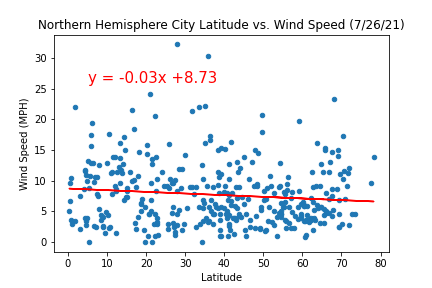 Northern Hemisphere City Latitude vs. Wind Speed (7/26/21)
y = -0.03x +8.73
Wind Speed (MPH)
30
25
20
15
10
5
0
0 10 20 30 40 50 60 70 80
Latitude